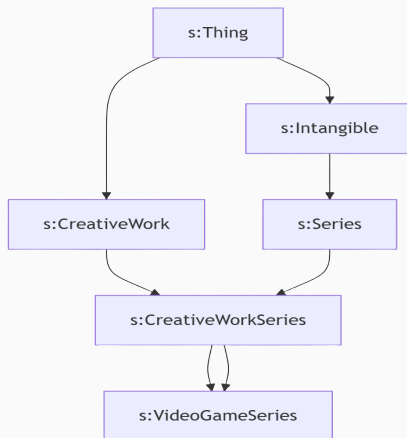 s:Thing
s:Intangible
s:CreativeWork
s:Series
s:CreativeWorkSeries
s:VideoGameSeries